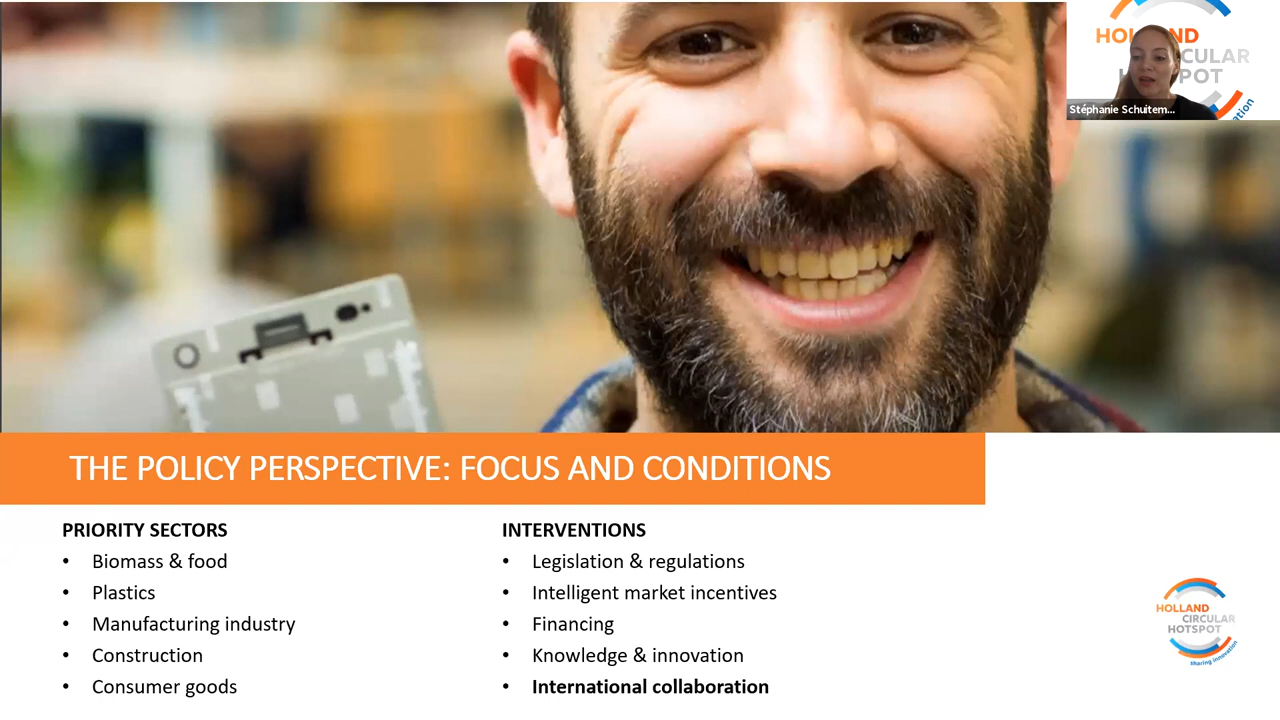 HOLLAND
CIRCULAR
HOTSPOT
Stéphanie Schuitem...
THE POLICY PERSPECTIVE: FOCUS AND CONDITIONS
PRIORITY SECTORS
• Biomass & food
• Plastics
• Manufacturing industry
• Construction
• Consumer goods
INTERVENTIONS
• Legislation & regulations
• Intelligent market incentives
• Financing
• Knowledge & innovation
• International collaboration
HOLLAND
CIRCULAR
HOTSPOT
sharing innovation